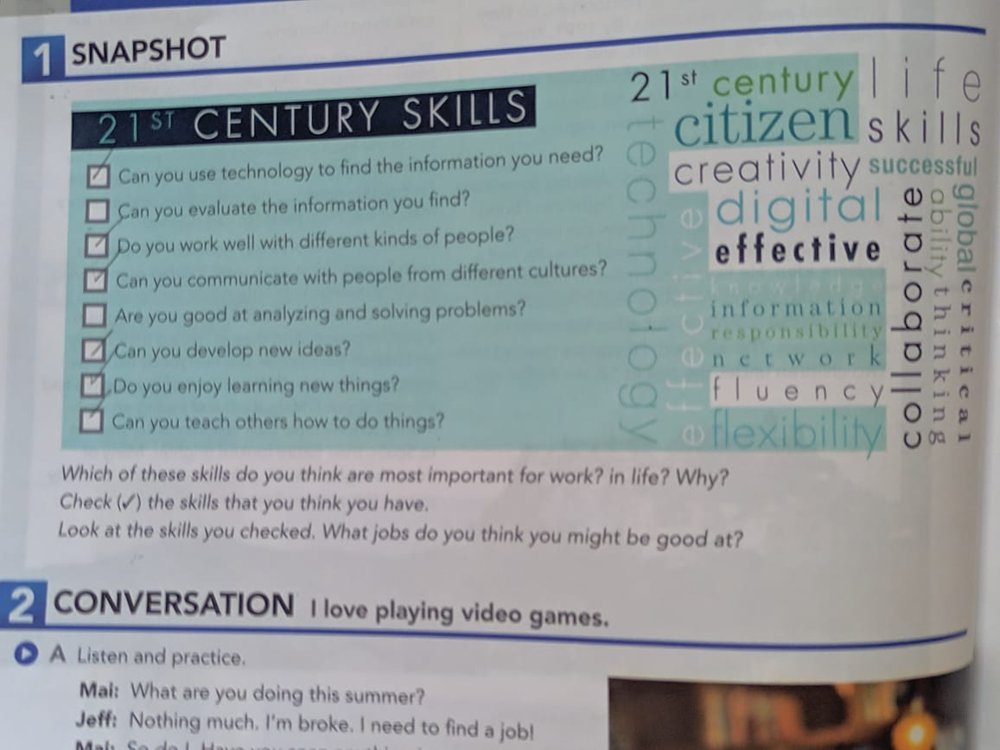 1 SNAPSHOT
21ST CENTURY SKILLS
Can you use technology to find the information you need?
Can you evaluate the information you find?
Do you work well with different kinds of people?
Can you communicate with people from different cultures?
Are you good at analyzing and solving problems?
Can you develop new ideas?
Do you enjoy learning new things?
Can you teach others how to do things?
21st century life
citizen skills
creativity successful
digital
effective
knowledge
information
responsibility
network
fluency
flexibility
technology
effective
collaborate
ability thinking
global critical
Which of these skills do you think are most important for work? in life? Why?
Check (✓) the skills that you think you have.
Look at the skills you checked. What jobs do you think you might be good at?
2 CONVERSATION I love playing video games.
A Listen and practice.
Mai: What are you doing this summer?
Jeff: Nothing much. I'm broke. I need to find a job!
Mai: So do I. Have you seen